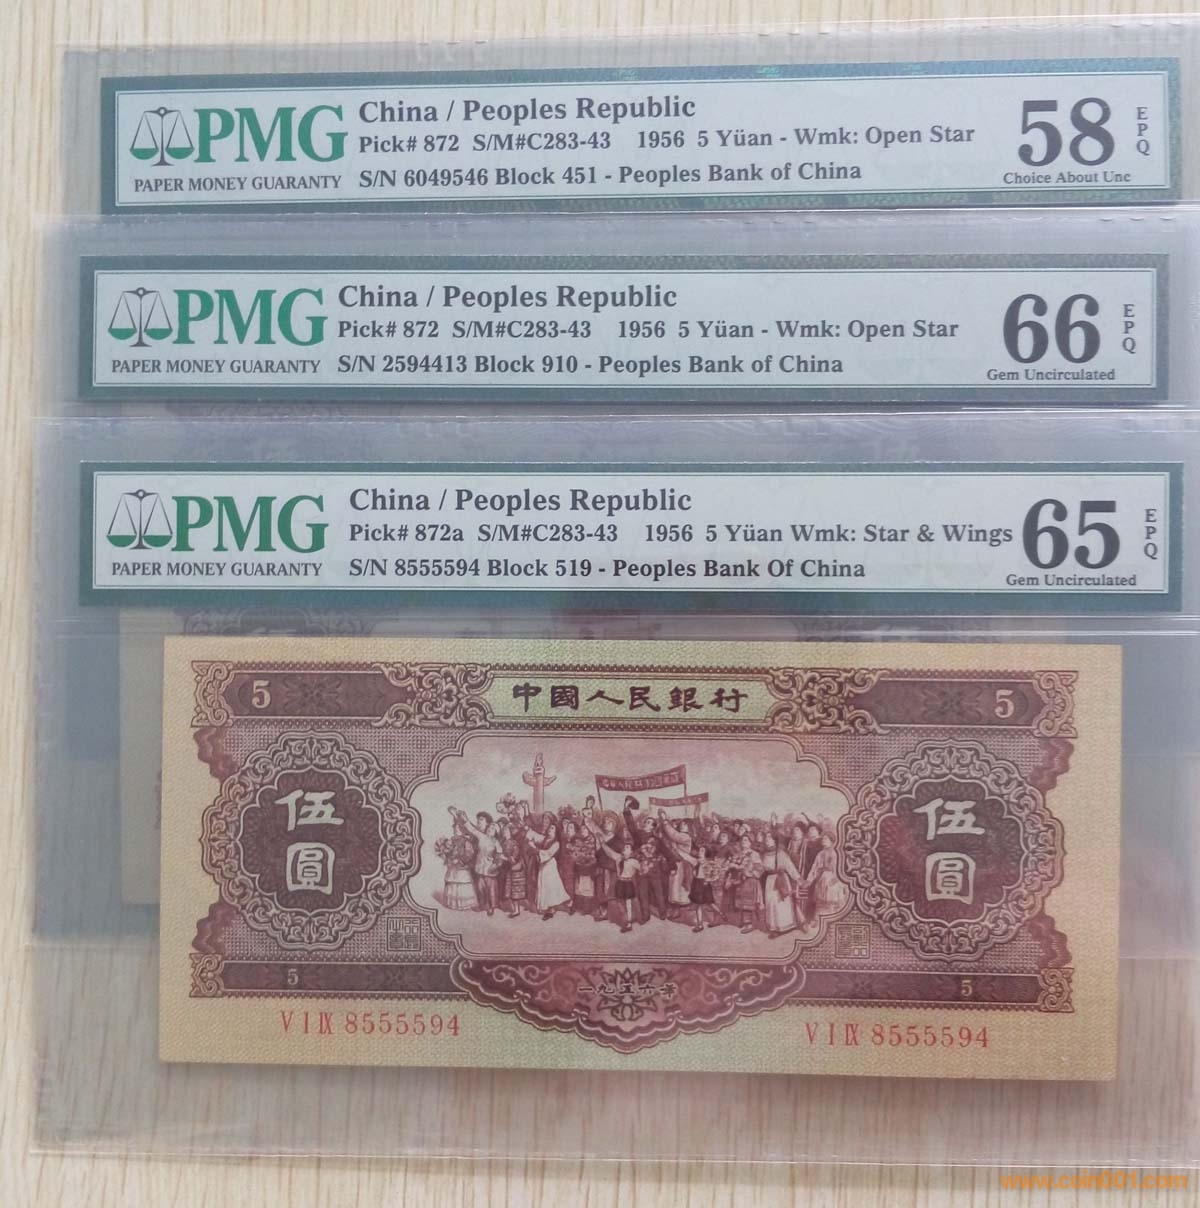 PMG
PAPER MONEY GUARANTY
China / Peoples Republic
Pick# 872 S/M#C283-43 1956 5 Yüan - Wmk: Open Star
S/N 6049546 Block 451 - Peoples Bank of China
58
EPQ
Choice About Unc
PMG
PAPER MONEY GUARANTY
China / Peoples Republic
Pick# 872 S/M#C283-43 1956 5 Yüan - Wmk: Open Star
S/N 2594413 Block 910 - Peoples Bank of China
66
EPQ
Gem Uncirculated
PMG
PAPER MONEY GUARANTY
China / Peoples Republic
Pick# 872a S/M#C283-43 1956 5 Yüan Wmk: Star & Wings
S/N 8555594 Block 519 - Peoples Bank Of China
65
EPQ
Gem Uncirculated
5 中國人民銀行 5
伍圓 伍圓
5 一九五六年 5
V I IX 8555594 V I IX 8555594
www.cuin001.com